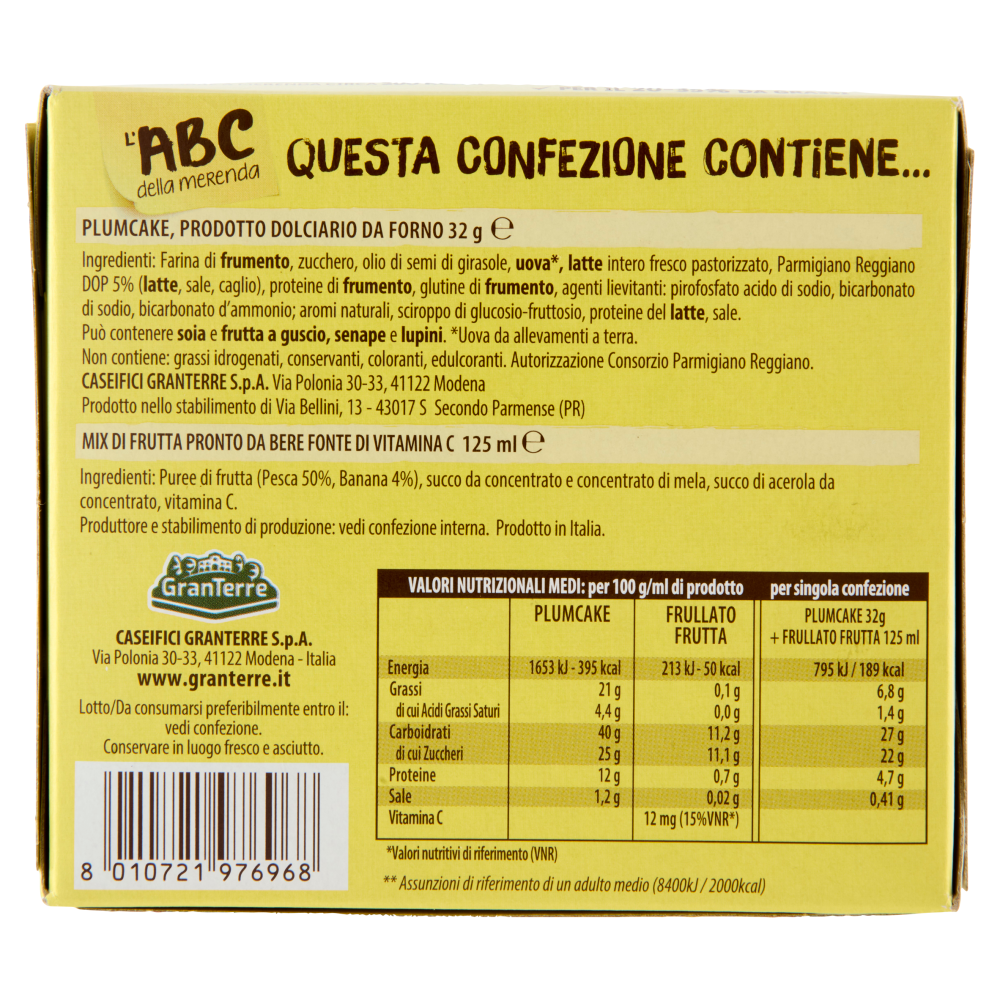 L'ABC
della merenda
QUESTA CONFEZIONE CONTIENE...
PLUMCAKE, PRODOTTO DOLCIARIO DA FORNO 32 g ℮
Ingredienti: Farina di frumento, zucchero, olio di semi di girasole, uova*, latte intero fresco pastorizzato, Parmigiano Reggiano
DOP 5% (latte, sale, caglio), proteine di frumento, glutine di frumento, agenti lievitanti: pirofosfato acido di sodio, bicarbonato
di sodio, bicarbonato d'ammonio; aromi naturali, sciroppo di glucosio-fruttosio, proteine del latte, sale.
Può contenere soia e frutta a guscio, senape e lupini. *Uova da allevamenti a terra.
Non contiene: grassi idrogenati, conservanti, coloranti, edulcoranti. Autorizzazione Consorzio Parmigiano Reggiano.
CASEIFICI GRANTERRE S.p.A. Via Polonia 30-33, 41122 Modena
Prodotto nello stabilimento di Via Bellini, 13 - 43017 S Secondo Parmense (PR)
MIX DI FRUTTA PRONTO DA BERE FONTE DI VITAMINA C 125 ml ℮
Ingredienti: Puree di frutta (Pesca 50%, Banana 4%), succo da concentrato e concentrato di mela, succo di acerola da
concentrato, vitamina C.
Produttore e stabilimento di produzione: vedi confezione interna. Prodotto in Italia.
GranTerre
CASEIFICI GRANTERRE S.p.A.
Via Polonia 30-33, 41122 Modena - Italia
www.granterre.it
Lotto/Da consumarsi preferibilmente entro il:
vedi confezione.
Conservare in luogo fresco e asciutto.
8 010721 976968
VALORI NUTRIZIONALI MEDI: per 100 g/ml di prodotto per singola confezione
PLUMCAKE FRULLATO FRUTTA PLUMCAKE 32g + FRULLATO FRUTTA 125 ml
Energia 1653 kJ - 395 kcal 213 kJ - 50 kcal 795 kJ / 189 kcal
Grassi 21 g 0,1 g 6,8 g
di cui Acidi Grassi Saturi 4,4 g 0,0 g 1,4 g
Carboidrati 40 g 11,2 g 27 g
di cui Zuccheri 25 g 11,1 g 22 g
Proteine 12 g 0,7 g 4,7 g
Sale 1,2 g 0,02 g 0,41 g
Vitamina C 12 mg (15%VNR*)
*Valori nutritivi di riferimento (VNR)
** Assunzioni di riferimento di un adulto medio (8400kJ / 2000kcal)